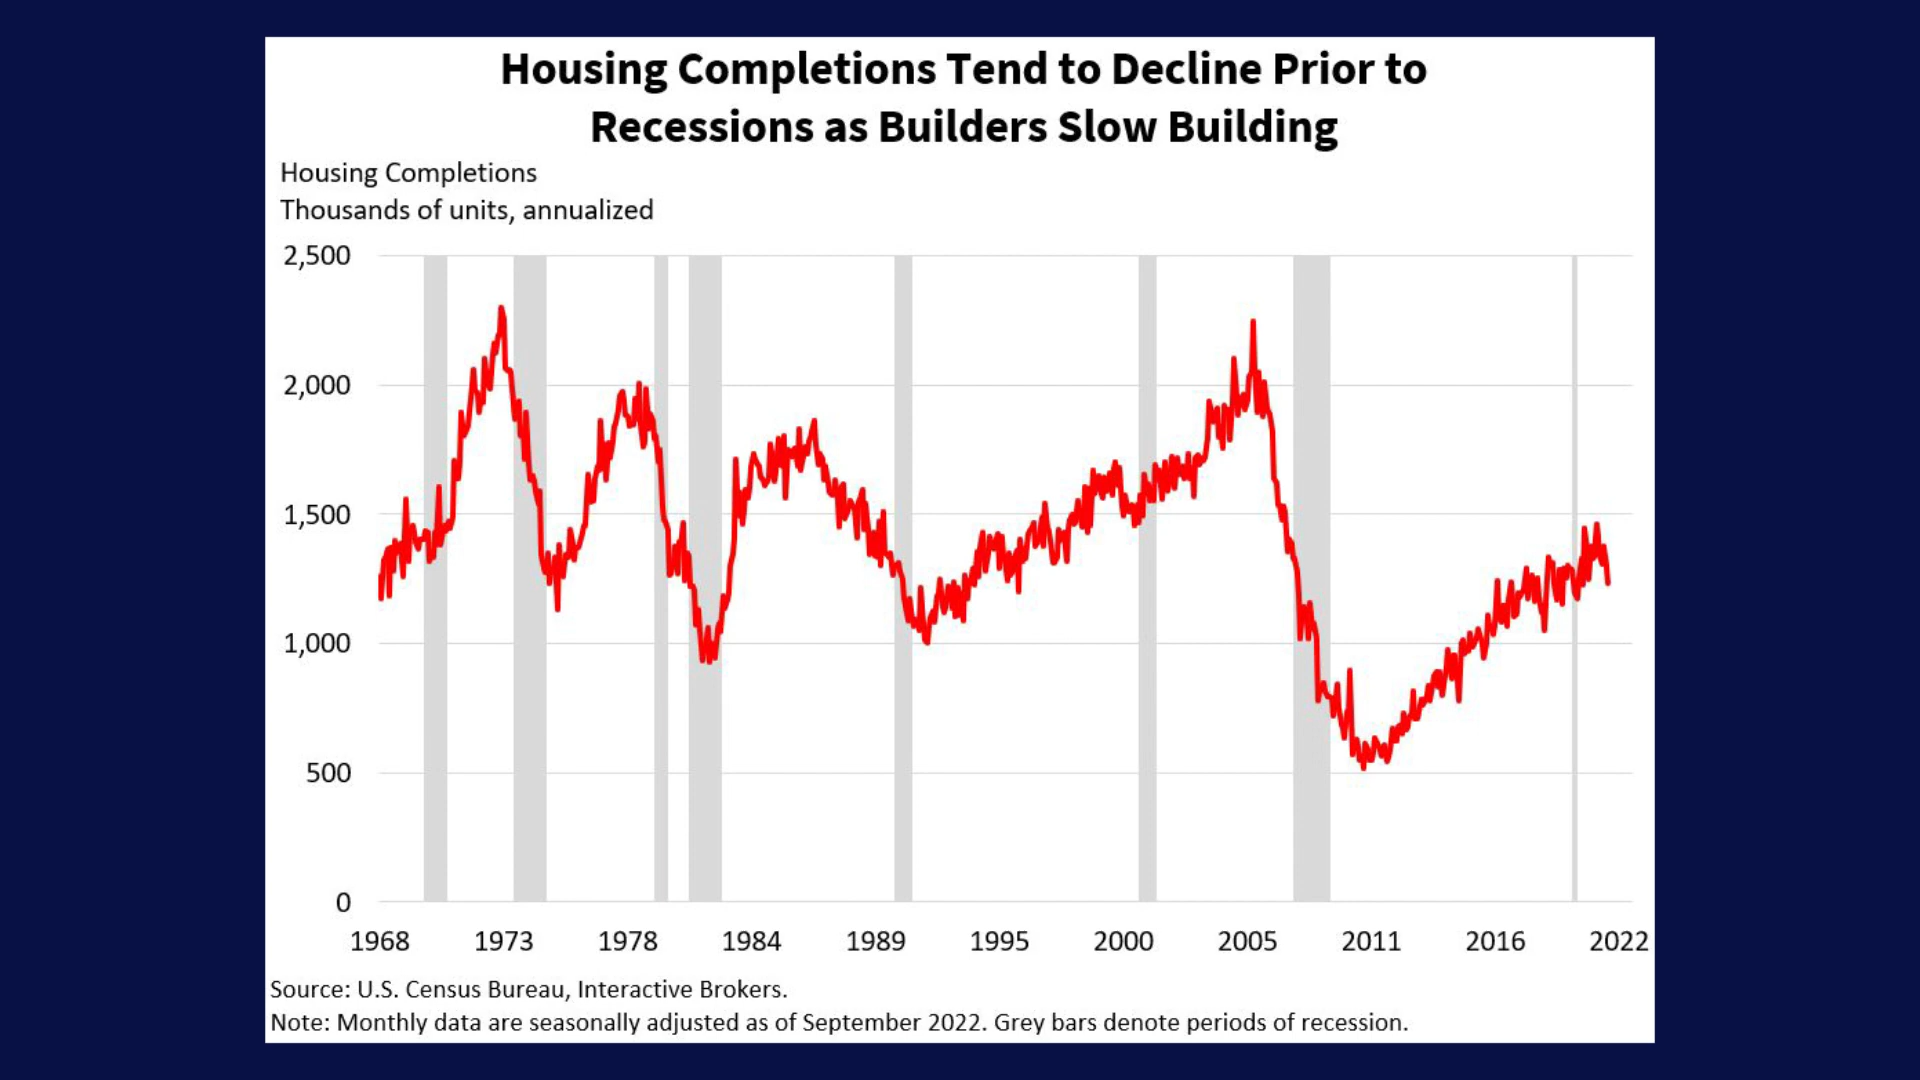 Housing Completions Tend to Decline Prior to
Recessions as Builders Slow Building
Housing Completions
Thousands of units, annualized
2,500
2,000
1,500
1,000
500
0
1968 1973 1978 1984 1989 1995 2000 2005 2011 2016 2022
Source: U.S. Census Bureau, Interactive Brokers.
Note: Monthly data are seasonally adjusted as of September 2022. Grey bars denote periods of recession.